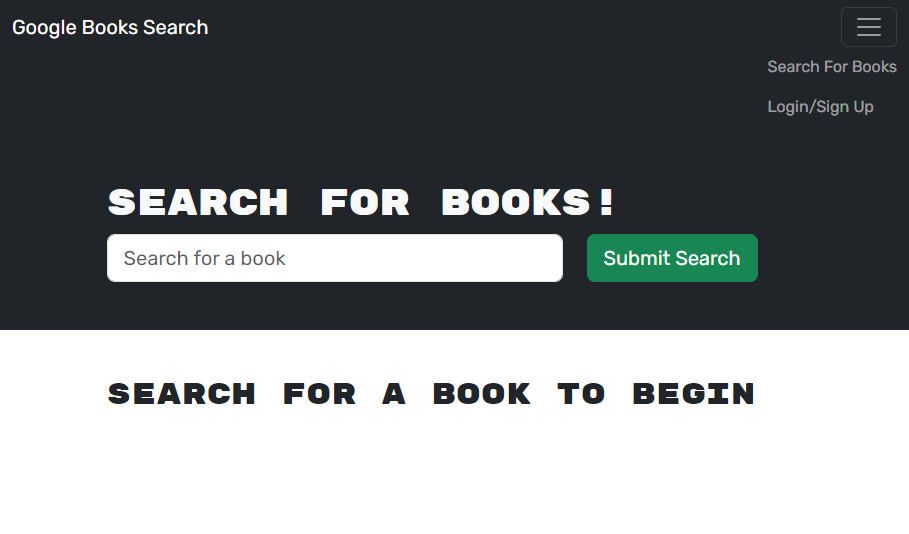 Google Books Search
Search For Books
Login/Sign Up
SEARCH FOR BOOKS!
Search for a book
Submit Search
SEARCH FOR A BOOK TO BEGIN